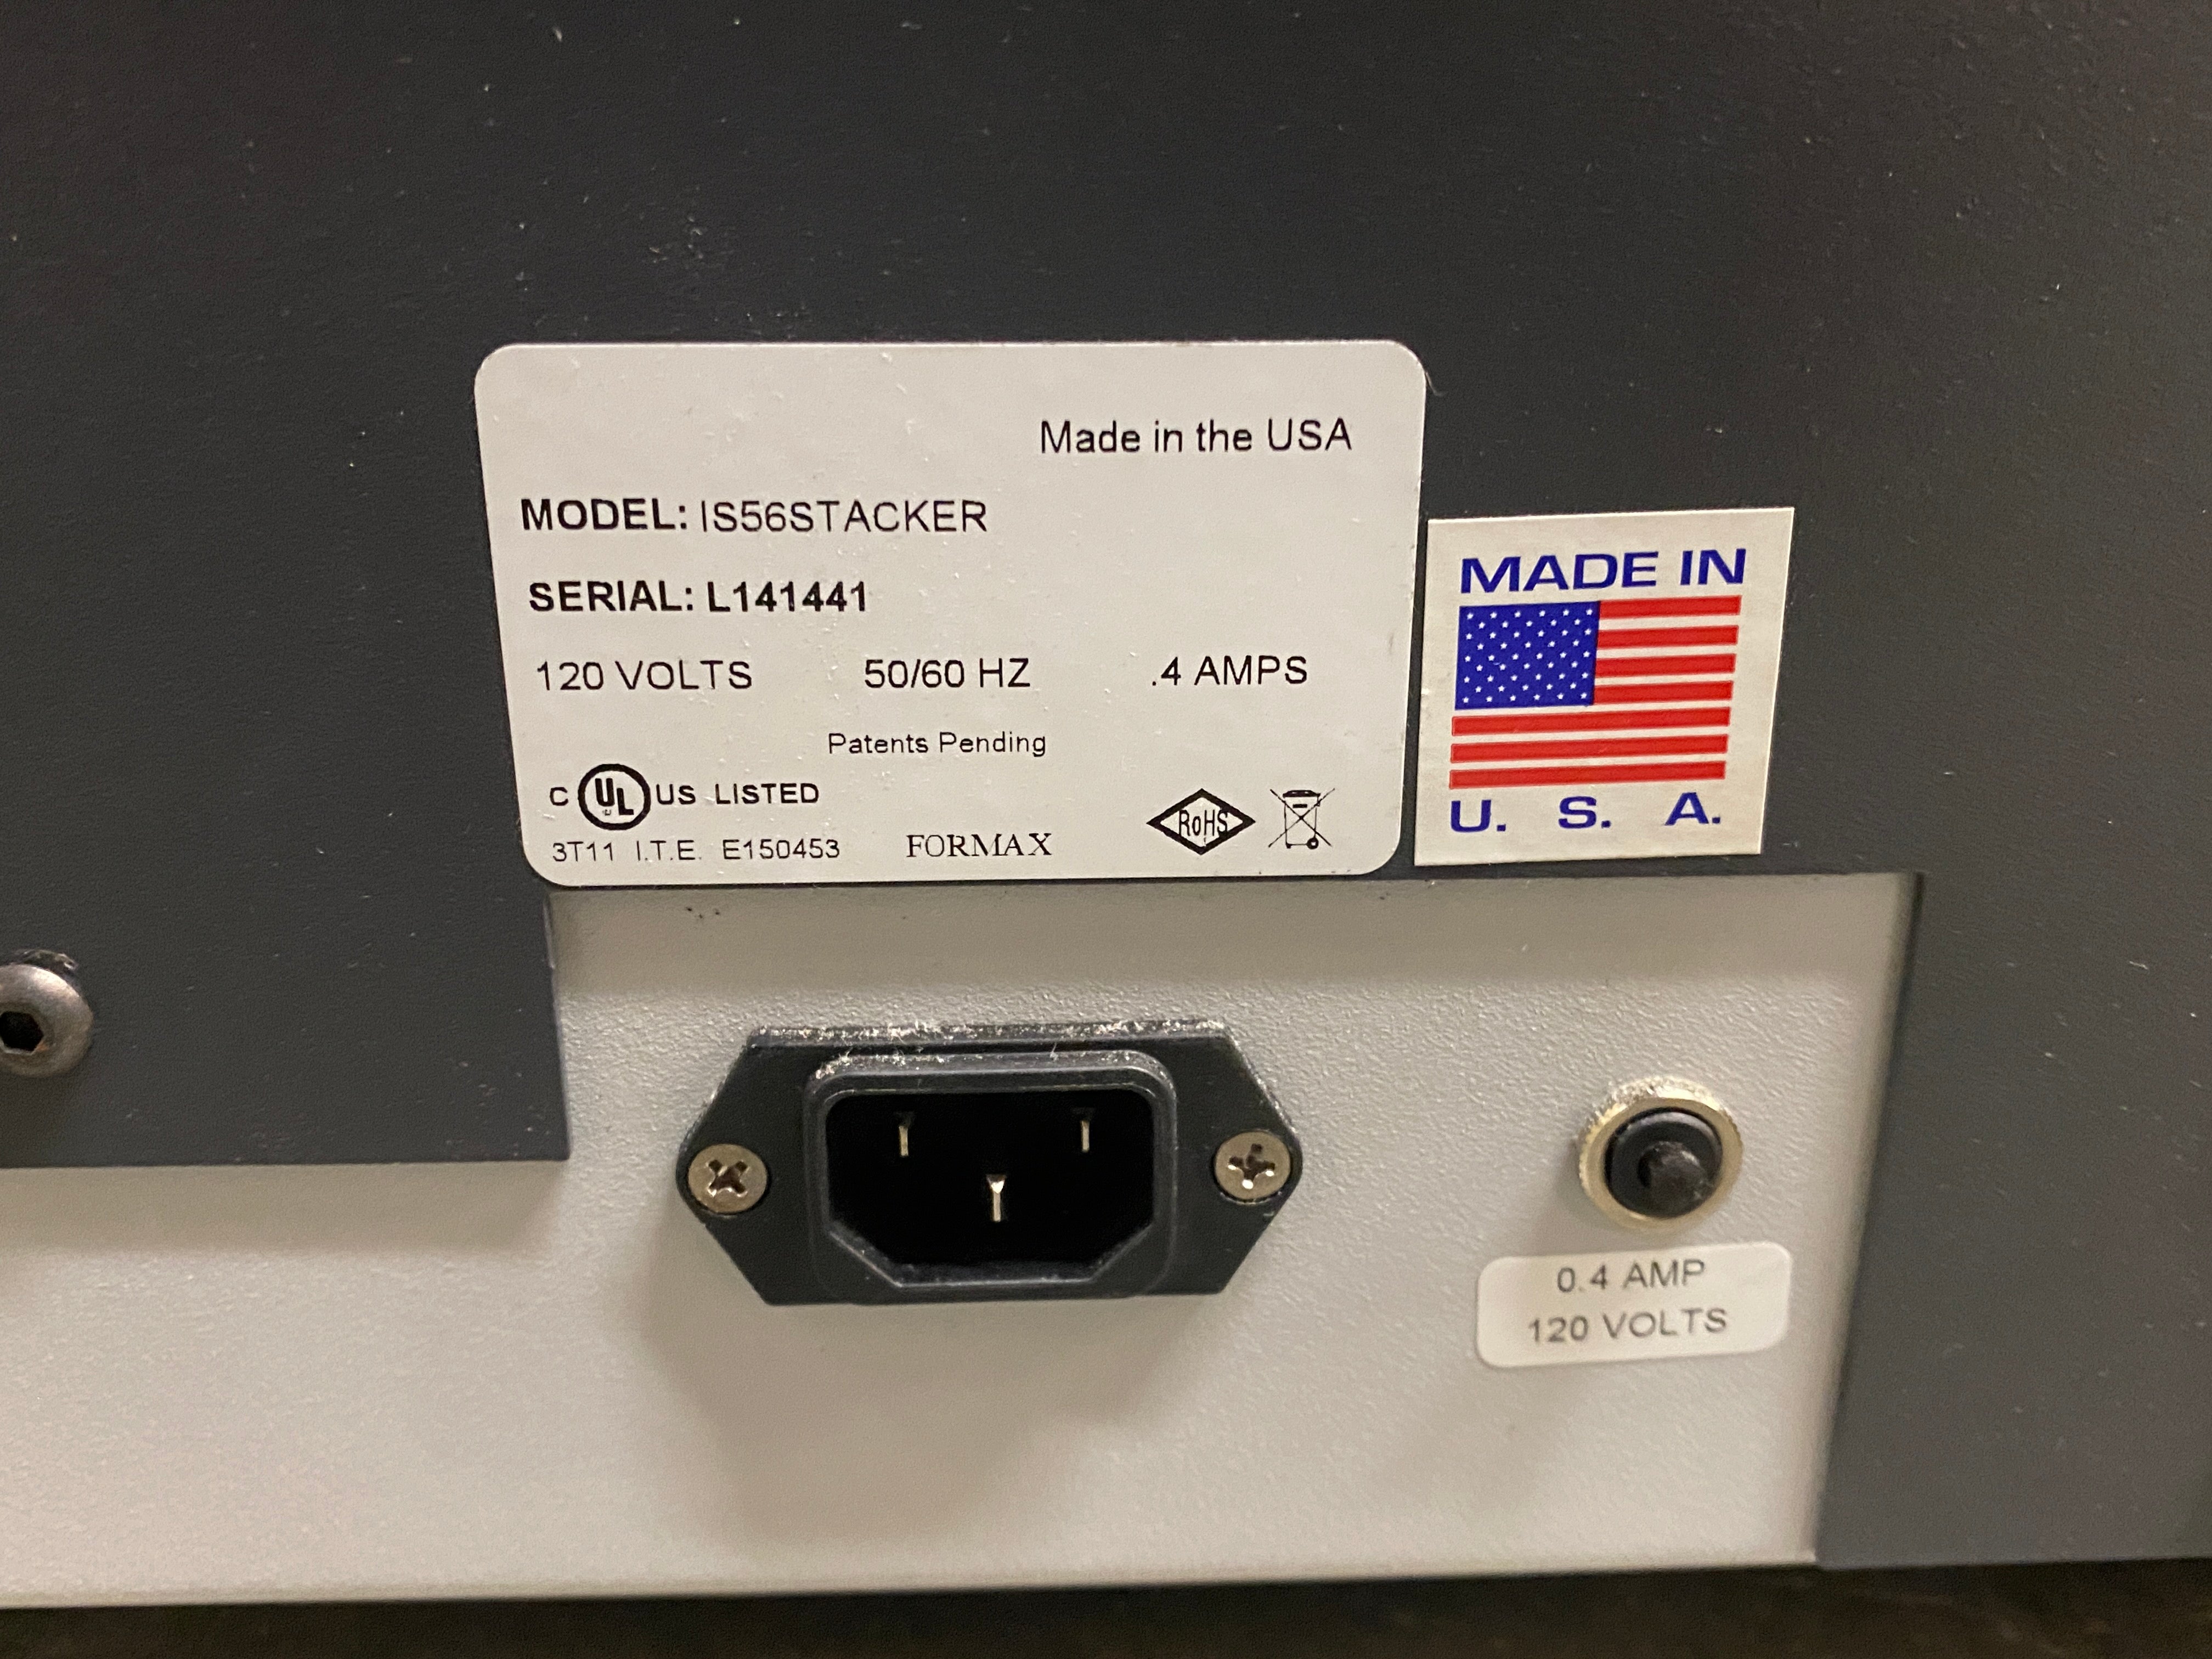 Made in the USA
MODEL: IS56STACKER
SERIAL: L141441
120 VOLTS 50/60 HZ .4 AMPS
Patents Pending
C UL US LISTED
3T11 I.T.E. E150453 FORMAX
RoHS
MADE IN
U. S. A.
0.4 AMP
120 VOLTS